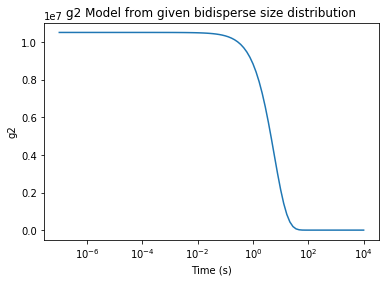 g2 Model from given bidisperse size distribution
1e7
1.0
0.8
0.6
0.4
0.2
0.0
g2
10⁻⁶ 10⁻⁴ 10⁻² 10⁰ 10² 10⁴
Time (s)